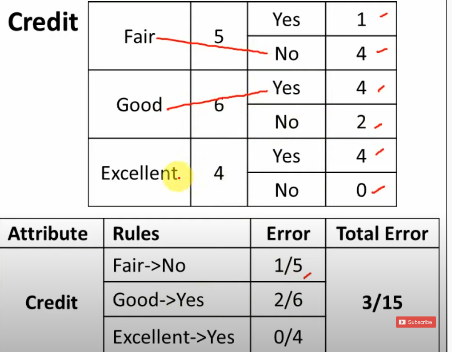 Credit
Fair 5 Yes 1
No 4
Good 6 Yes 4
No 2
Excellent. 4 Yes 4
No 0
Attribute Rules Error Total Error
Credit Fair->No 1/5 3/15
Good->Yes 2/6
Excellent->Yes 0/4
Subscribe